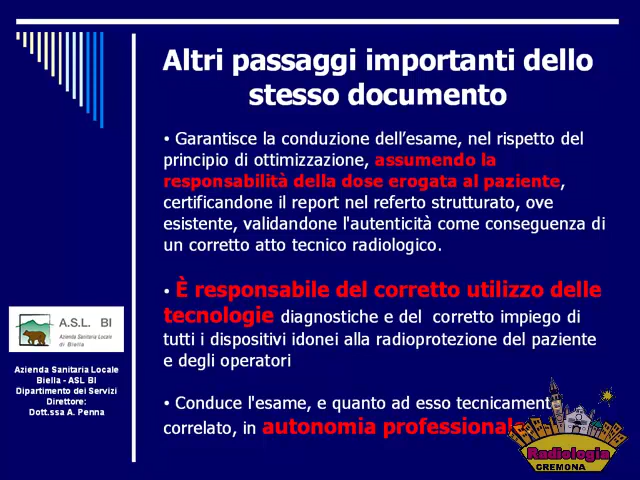 Altri passaggi importanti dello
stesso documento
• Garantisce la conduzione dell'esame, nel rispetto del
principio di ottimizzazione, assumendo la
responsabilità della dose erogata al paziente,
certificandone il report nel referto strutturato, ove
esistente, validandone l'autenticità come conseguenza di
un corretto atto tecnico radiologico.
• È responsabile del corretto utilizzo delle
tecnologie diagnostiche e del corretto impiego di
tutti i dispositivi idonei alla radioprotezione del paziente
e degli operatori
• Conduce l'esame, e quanto ad esso tecnicamente
correlato, in autonomia professionale
A.S.L. BI
Azienda Sanitaria Locale
di Biella
Azienda Sanitaria Locale
Biella - ASL BI
Dipartimento dei Servizi
Direttore:
Dott.ssa A. Penna
Radiologia
CREMONA